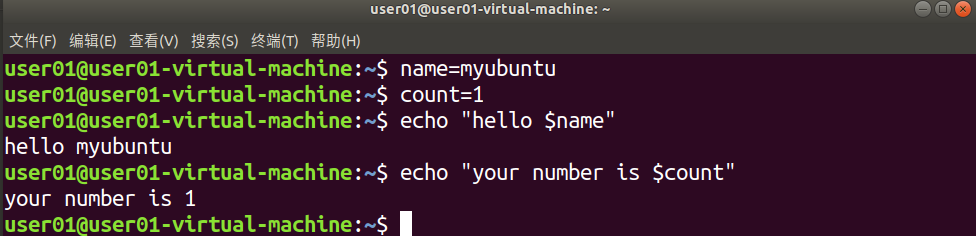 user01@user01-virtual-machine: ~
文件(F) 编辑(E) 查看(V) 搜索(S) 终端(T) 帮助(H)
user01@user01-virtual-machine:~$ name=myubuntu
user01@user01-virtual-machine:~$ count=1
user01@user01-virtual-machine:~$ echo "hello $name"
hello myubuntu
user01@user01-virtual-machine:~$ echo "your number is $count"
your number is 1
user01@user01-virtual-machine:~$